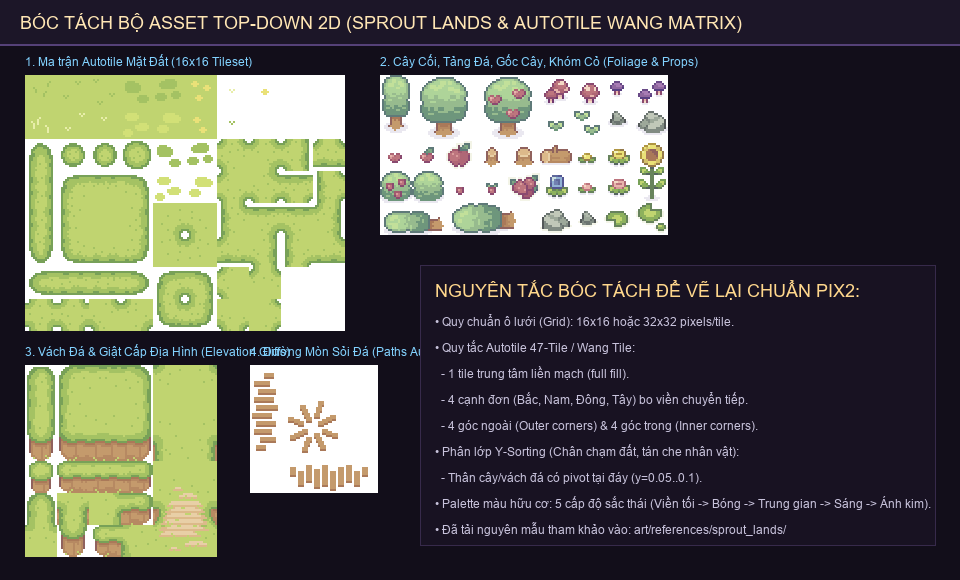 BÓC TÁCH BỘ ASSET TOP-DOWN 2D (SPROUT LANDS & AUTOTILE WANG MATRIX)
1. Ma trận Autotile Mặt Đất (16x16 Tileset)
2. Cây Cối, Tảng Đá, Gốc Cây, Khóm Cỏ (Foliage & Props)
3. Vách Đá & Giật Cấp Địa Hình (Elevation Cliffs)
4. Đường Mòn Sỏi Đá (Paths Au
NGUYÊN TẮC BÓC TÁCH ĐỂ VẼ LẠI CHUẨN PIX2:
• Quy chuẩn ô lưới (Grid): 16x16 hoặc 32x32 pixels/tile.
• Quy tắc Autotile 47-Tile / Wang Tile:
- 1 tile trung tâm liền mạch (full fill).
- 4 cạnh đơn (Bắc, Nam, Đông, Tây) bo viền chuyển tiếp.
- 4 góc ngoài (Outer corners) & 4 góc trong (Inner corners).
• Phân lớp Y-Sorting (Chân chạm đất, tán che nhân vật):
- Thân cây/vách đá có pivot tại đáy (y=0.05..0.1).
• Palette màu hữu cơ: 5 cấp độ sắc thái (Viền tối -> Bóng -> Trung gian -> Sáng -> Ánh kim).
• Đã tải nguyên mẫu tham khảo vào: art/references/sprout_lands/